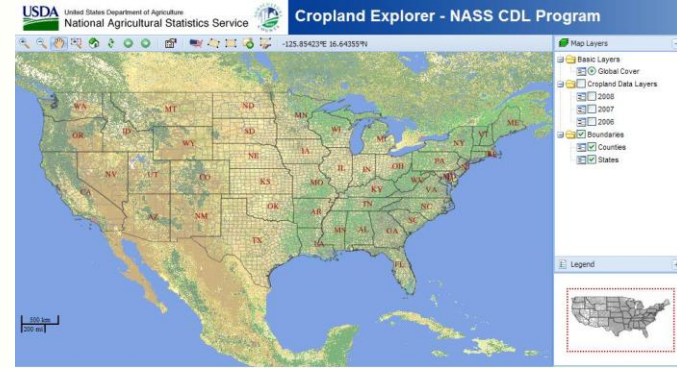 USDA United States Department of Agriculture
National Agricultural Statistics Service
Cropland Explorer - NASS CDL Program
-125.85423°E 16.64355°N
Map Layers
Basic Layers
Global Cover
Cropland Data Layers
2008
2007
2006
Boundaries
Counties
States
WA
MT
ND
MN
ME
OR
ID
SD
WI
MI
VT
NY
WY
NE
IA
PA
NV
UT
CO
IL
IN
OH
CA
KS
MO
KY
WV
VA
MD
AZ
NM
OK
AR
TN
NC
TX
LA
MS
AL
GA
SC
FL
300 km
200 mi
Legend